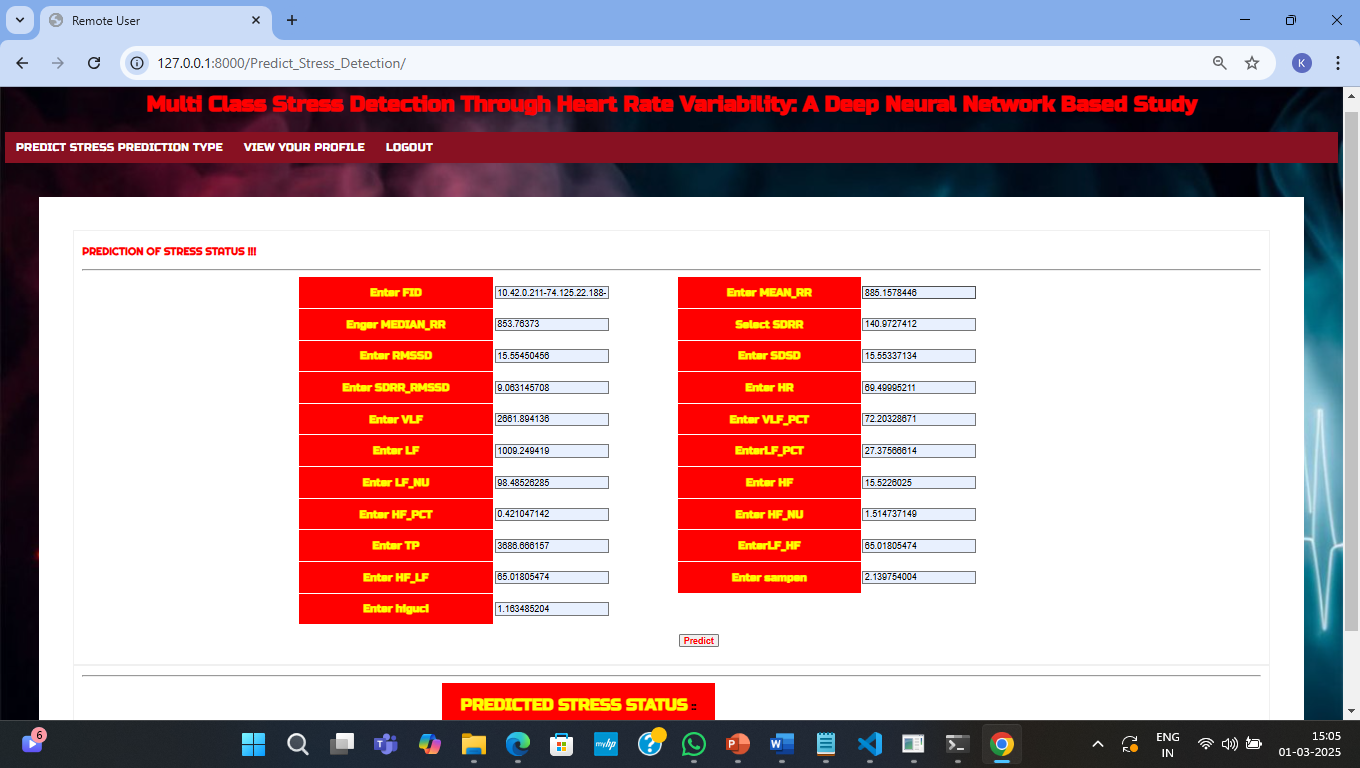 Remote User
127.0.0.1:8000/Predict_Stress_Detection/
K
Multi Class Stress Detection Through Heart Rate Variability: A Deep Neural Network Based Study
PREDICT STRESS PREDICTION TYPE VIEW YOUR PROFILE LOGOUT
PREDICTION OF STRESS STATUS !!!
Enter FID 10.42.0.211-74.125.22.188- Enter MEAN_RR 885.1578446
Enger MEDIAN_RR 853.76373 Select SDRR 140.9727412
Enter RMSSD 15.55450456 Enter SDSD 15.55337134
Enter SDRR_RMSSD 9.063145708 Enter HR 69.49995211
Enter VLF 2661.894136 Enter VLF_PCT 72.20328671
Enter LF 1009.249419 EnterLF_PCT 27.37566614
Enter LF_NU 98.48526285 Enter HF 15.5226025
Enter HF_PCT 0.421047142 Enter HF_NU 1.514737149
Enter TP 3686.666157 EnterLF_HF 65.01805474
Enter HF_LF 65.01805474 Enter sampen 2.139754004
Enter higuci 1.163485204
Predict
PREDICTED STRESS STATUS ::
6
myhp
ENG
IN
15:05
01-03-2025